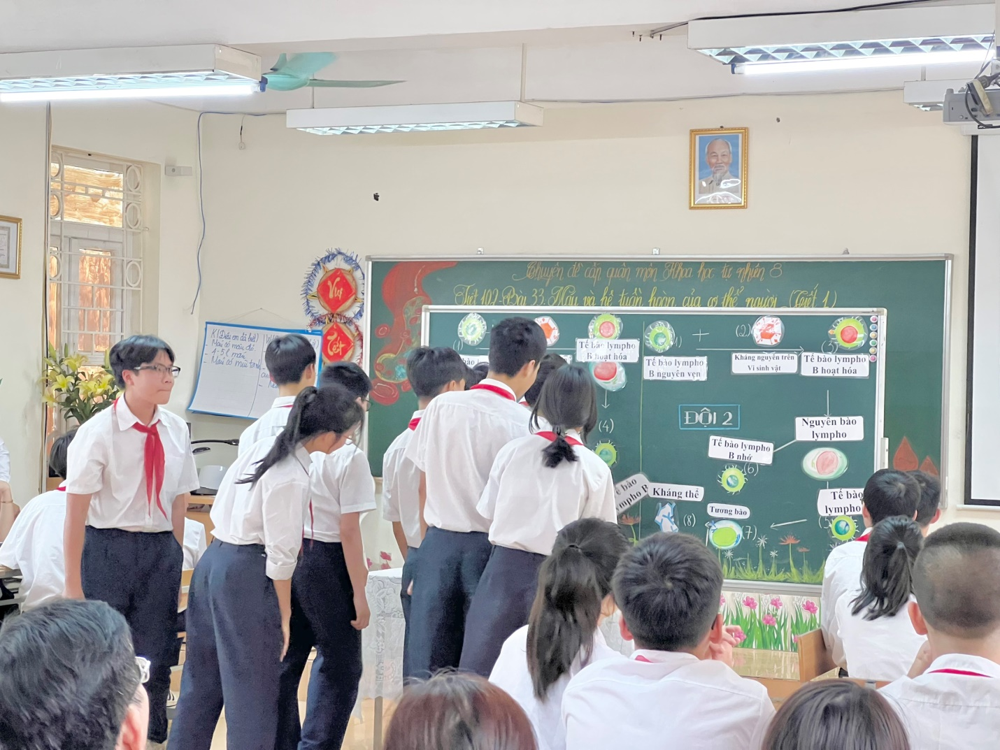 Chuyên đề cấp quận môn Khoa học tự nhiên 8
Tiết 102-Bài 33. Máu và hệ tuần hoàn của cơ thể người (Tiết 1)
Vui
Tết
K(Điều em đã biết)
- Máu có màu đỏ
4-5 l máu
- Máu có mùi tanh
(1)
Tế bào lympho
B hoạt hóa
(4)
Tế bào lympho
B nguyên vẹn
1)
+
(2)
Kháng nguyên trên
Vi sinh vật
(3)
Tế bào lympho
B hoạt hóa
ĐỘI 2
Nguyên bào
lympho
Tế bào lympho
B nhớ
(6)
bào
lympho B
Kháng thể
(8)
Tương bào
(7)
Tế bào
lympho
(5